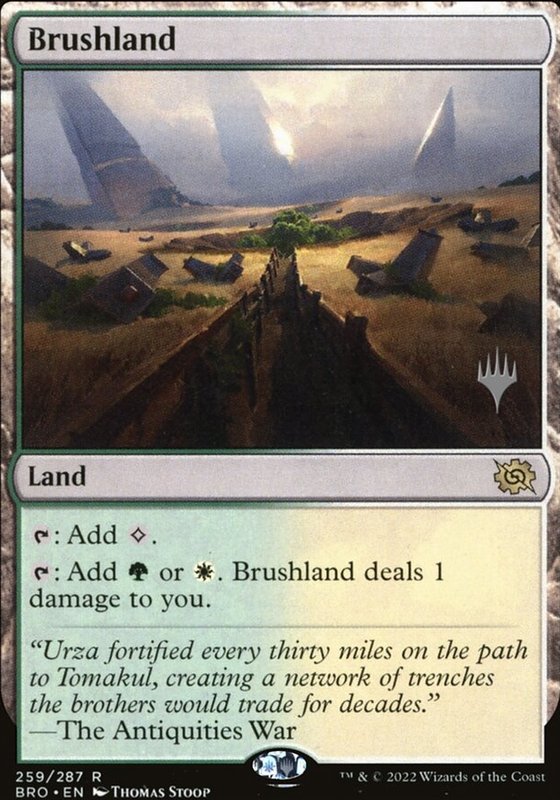 Brushland
Land
: Add .
: Add or . Brushland deals 1
damage to you.
“Urza fortified every thirty miles on the path
to Tomakul, creating a network of trenches
the brothers would trade for decades.”
—The Antiquities War
259/287 R
BRO • EN Thomas Stoop
™ & © 2022 Wizards of the Coast